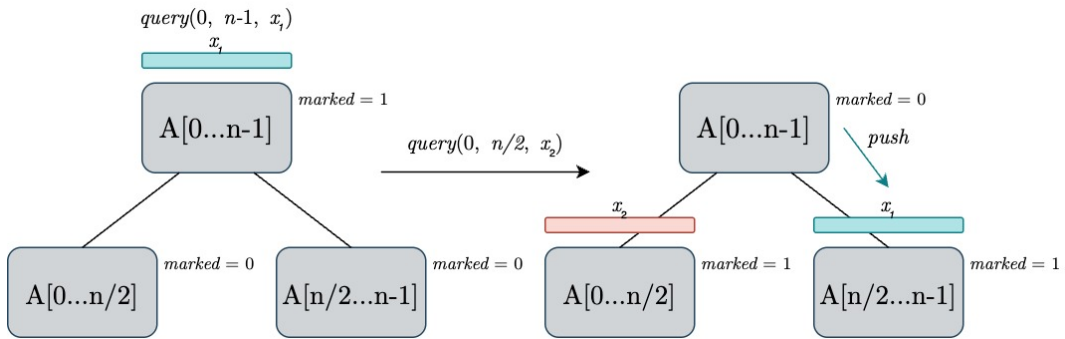 query(0, n-1, x₁)
x₁
marked = 1
A[0...n-1]
marked = 0
A[0...n/2]
marked = 0
A[n/2...n-1]
query(0, n/2, x₂)
marked = 0
A[0...n-1]
push
x₂
x₁
marked = 1
A[0...n/2]
marked = 1
A[n/2...n-1]